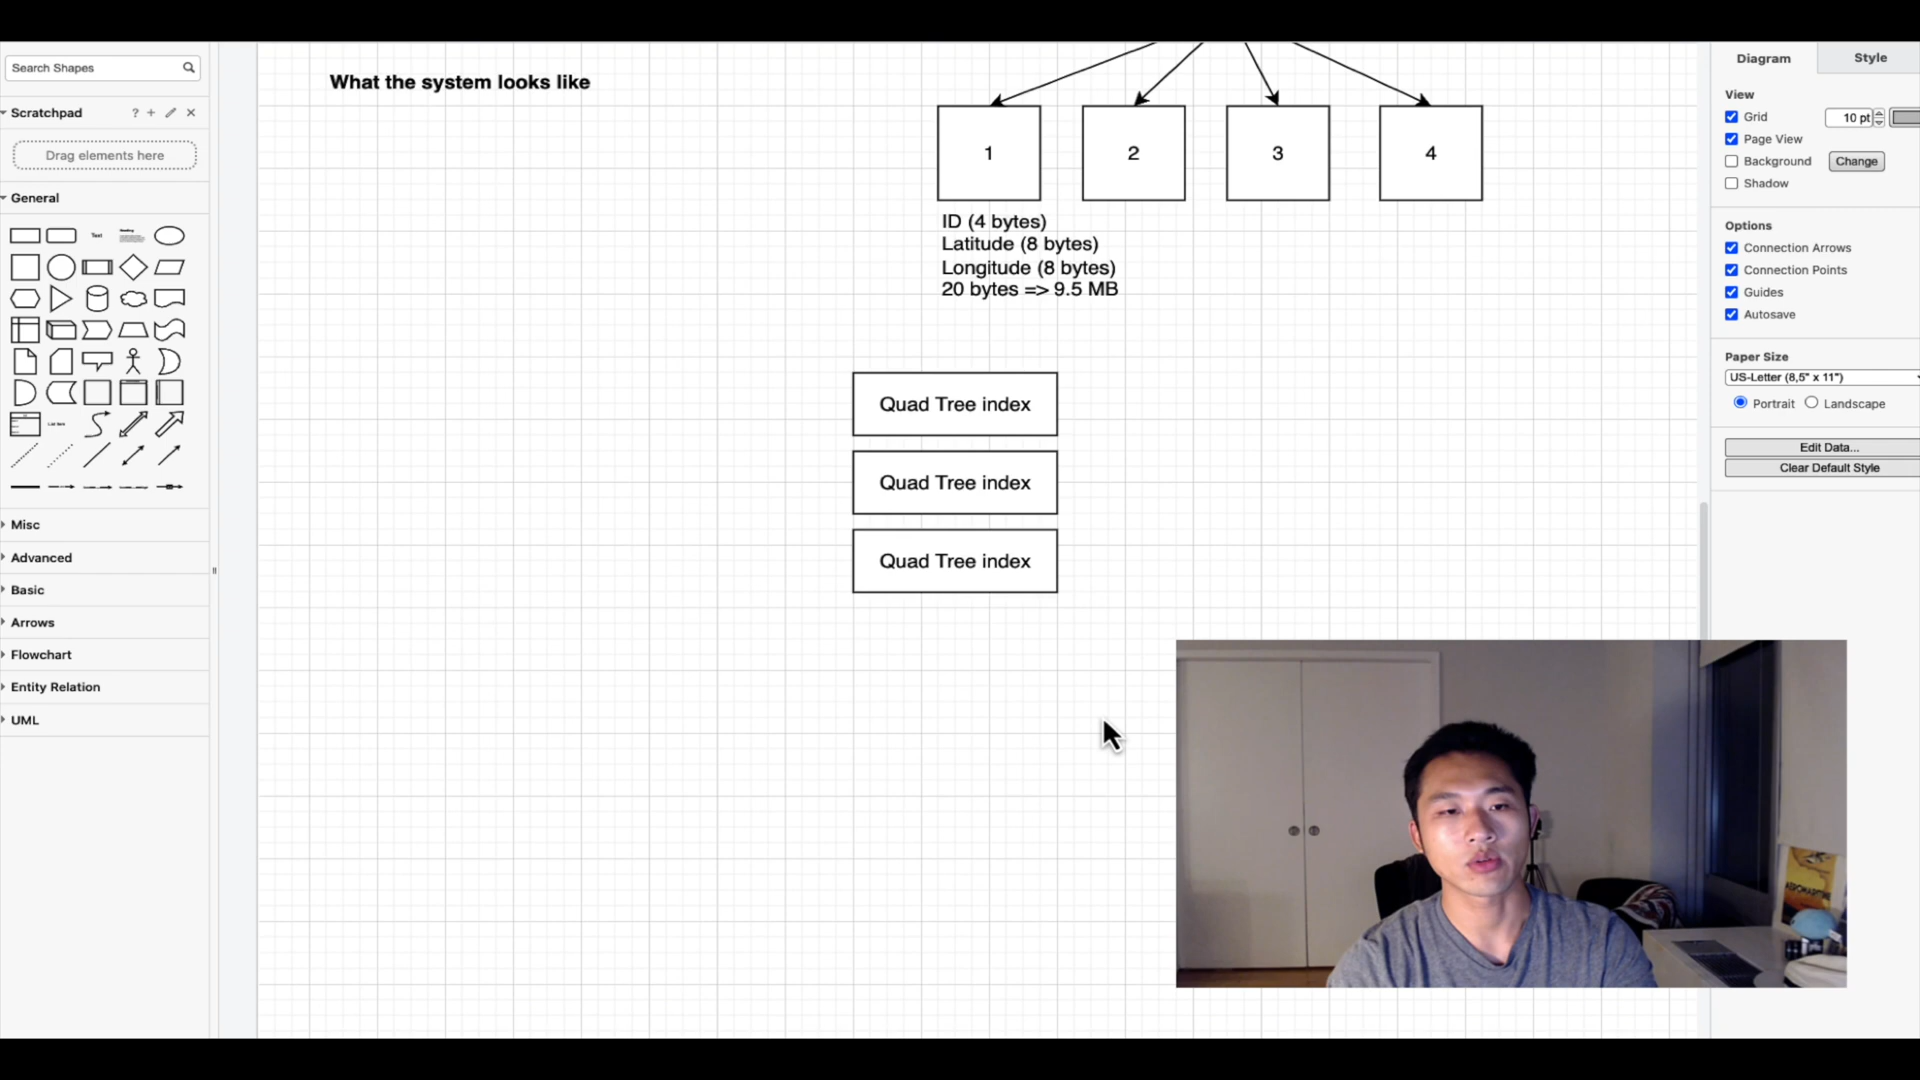 Search Shapes
Scratchpad
?
Drag elements here
General
Text
Heading
List Item
Misc
Advanced
Basic
Arrows
Flowchart
Entity Relation
UML
What the system looks like
1
2
3
4
ID (4 bytes)
Latitude (8 bytes)
Longitude (8 bytes)
20 bytes => 9.5 MB
Quad Tree index
Quad Tree index
Quad Tree index
Diagram
Style
View
Grid
10 pt
Page View
Background
Change
Shadow
Options
Connection Arrows
Connection Points
Guides
Autosave
Paper Size
US-Letter (8,5" x 11")
Portrait
Landscape
Edit Data...
Clear Default Style